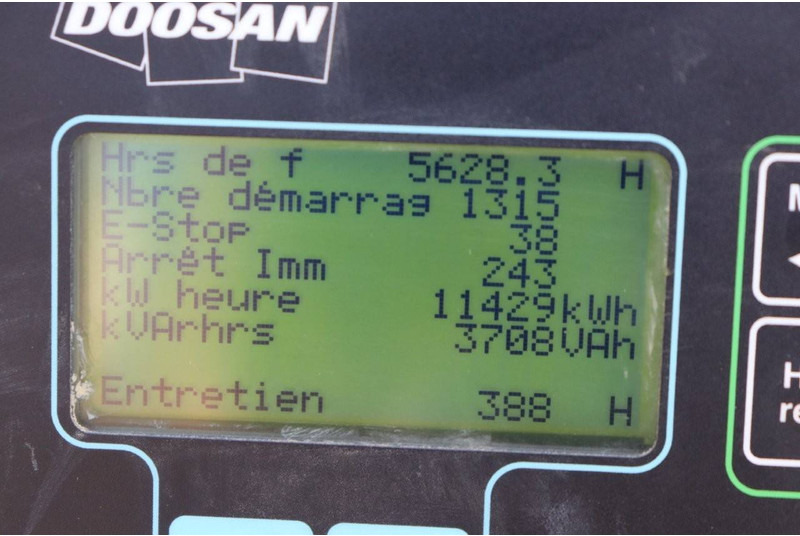 DOOSAN
Hrs de f 5628.3 H
Nbre démarrag 1315
E-Stop 38
Arrêt Imm 243
kW heure 11429kWh
kVArhrs 3708VAh
Entretien 388 H